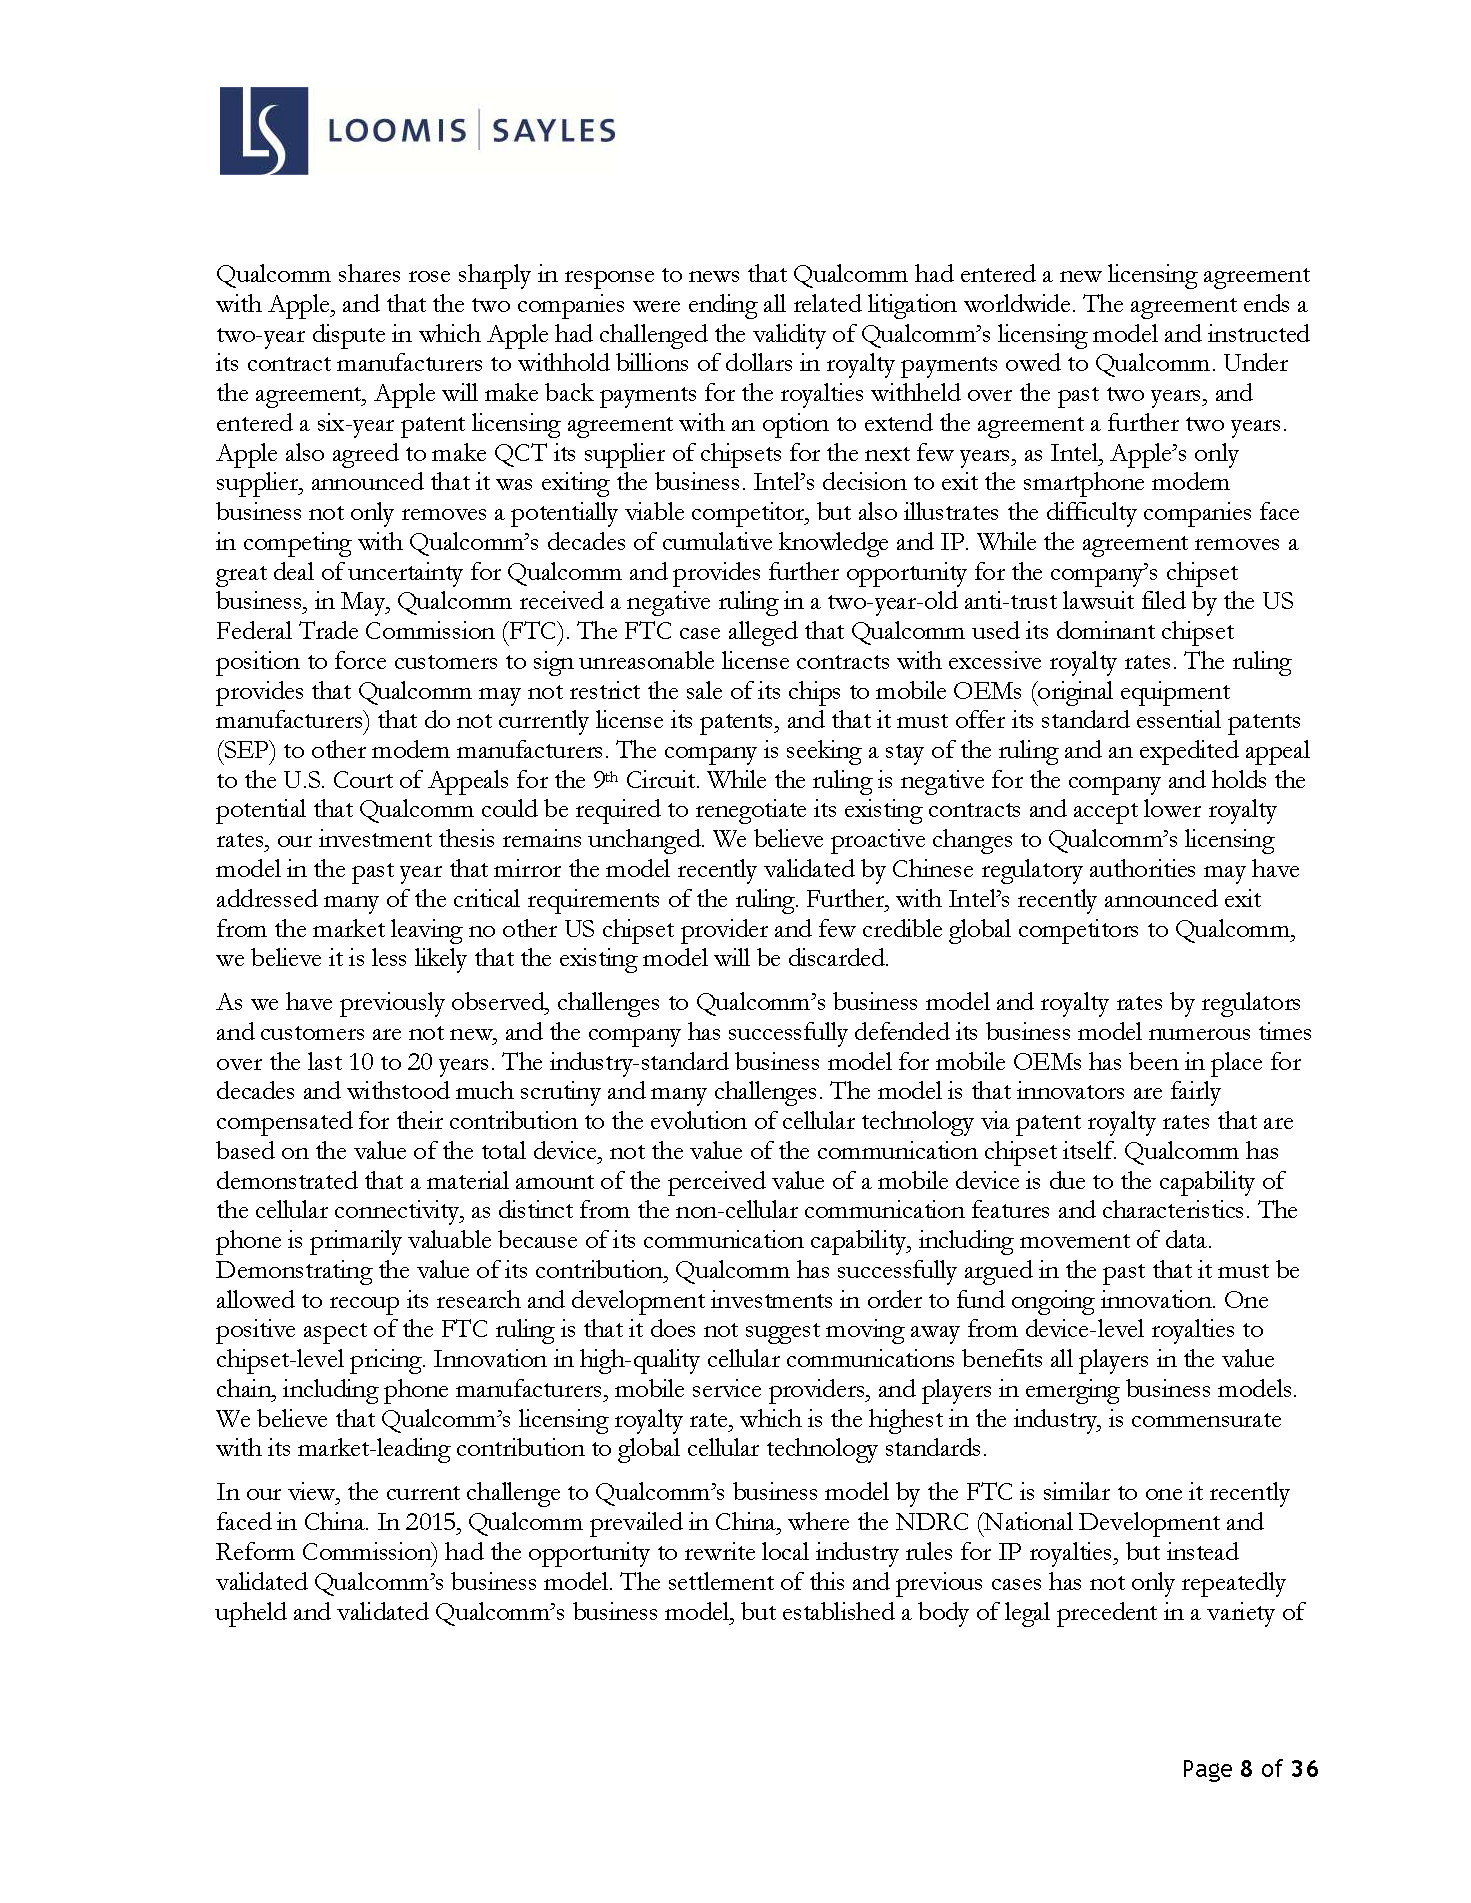 LS LOOMIS | SAYLES
Qualcomm shares rose sharply in response to news that Qualcomm had entered a new licensing agreement
with Apple, and that the two companies were ending all related litigation worldwide. The agreement ends a
two-year dispute in which Apple had challenged the validity of Qualcomm’s licensing model and instructed
its contract manufacturers to withhold billions of dollars in royalty payments owed to Qualcomm. Under
the agreement, Apple will make back payments for the royalties withheld over the past two years, and
entered a six-year patent licensing agreement with an option to extend the agreement a further two years.
Apple also agreed to make QCT its supplier of chipsets for the next few years, as Intel, Apple’s only
supplier, announced that it was exiting the business. Intel’s decision to exit the smartphone modem
business not only removes a potentially viable competitor, but also illustrates the difficulty companies face
in competing with Qualcomm’s decades of cumulative knowledge and IP. While the agreement removes a
great deal of uncertainty for Qualcomm and provides further opportunity for the company’s chipset
business, in May, Qualcomm received a negative ruling in a two-year-old anti-trust lawsuit filed by the US
Federal Trade Commission (FTC). The FTC case alleged that Qualcomm used its dominant chipset
position to force customers to sign unreasonable license contracts with excessive royalty rates. The ruling
provides that Qualcomm may not restrict the sale of its chips to mobile OEMs (original equipment
manufacturers) that do not currently license its patents, and that it must offer its standard essential patents
(SEP) to other modem manufacturers. The company is seeking a stay of the ruling and an expedited appeal
to the U.S. Court of Appeals for the 9th Circuit. While the ruling is negative for the company and holds the
potential that Qualcomm could be required to renegotiate its existing contracts and accept lower royalty
rates, our investment thesis remains unchanged. We believe proactive changes to Qualcomm’s licensing
model in the past year that mirror the model recently validated by Chinese regulatory authorities may have
addressed many of the critical requirements of the ruling. Further, with Intel’s recently announced exit
from the market leaving no other US chipset provider and few credible global competitors to Qualcomm,
we believe it is less likely that the existing model will be discarded.
As we have previously observed, challenges to Qualcomm’s business model and royalty rates by regulators
and customers are not new, and the company has successfully defended its business model numerous times
over the last 10 to 20 years. The industry-standard business model for mobile OEMs has been in place for
decades and withstood much scrutiny and many challenges. The model is that innovators are fairly
compensated for their contribution to the evolution of cellular technology via patent royalty rates that are
based on the value of the total device, not the value of the communication chipset itself. Qualcomm has
demonstrated that a material amount of the perceived value of a mobile device is due to the capability of
the cellular connectivity, as distinct from the non-cellular communication features and characteristics. The
phone is primarily valuable because of its communication capability, including movement of data.
Demonstrating the value of its contribution, Qualcomm has successfully argued in the past that it must be
allowed to recoup its research and development investments in order to fund ongoing innovation. One
positive aspect of the FTC ruling is that it does not suggest moving away from device-level royalties to
chipset-level pricing. Innovation in high-quality cellular communications benefits all players in the value
chain, including phone manufacturers, mobile service providers, and players in emerging business models.
We believe that Qualcomm’s licensing royalty rate, which is the highest in the industry, is commensurate
with its market-leading contribution to global cellular technology standards.
In our view, the current challenge to Qualcomm’s business model by the FTC is similar to one it recently
faced in China. In 2015, Qualcomm prevailed in China, where the NDRC (National Development and
Reform Commission) had the opportunity to rewrite local industry rules for IP royalties, but instead
validated Qualcomm’s business model. The settlement of this and previous cases has not only repeatedly
upheld and validated Qualcomm’s business model, but established a body of legal precedent in a variety of
Page 8 of 36